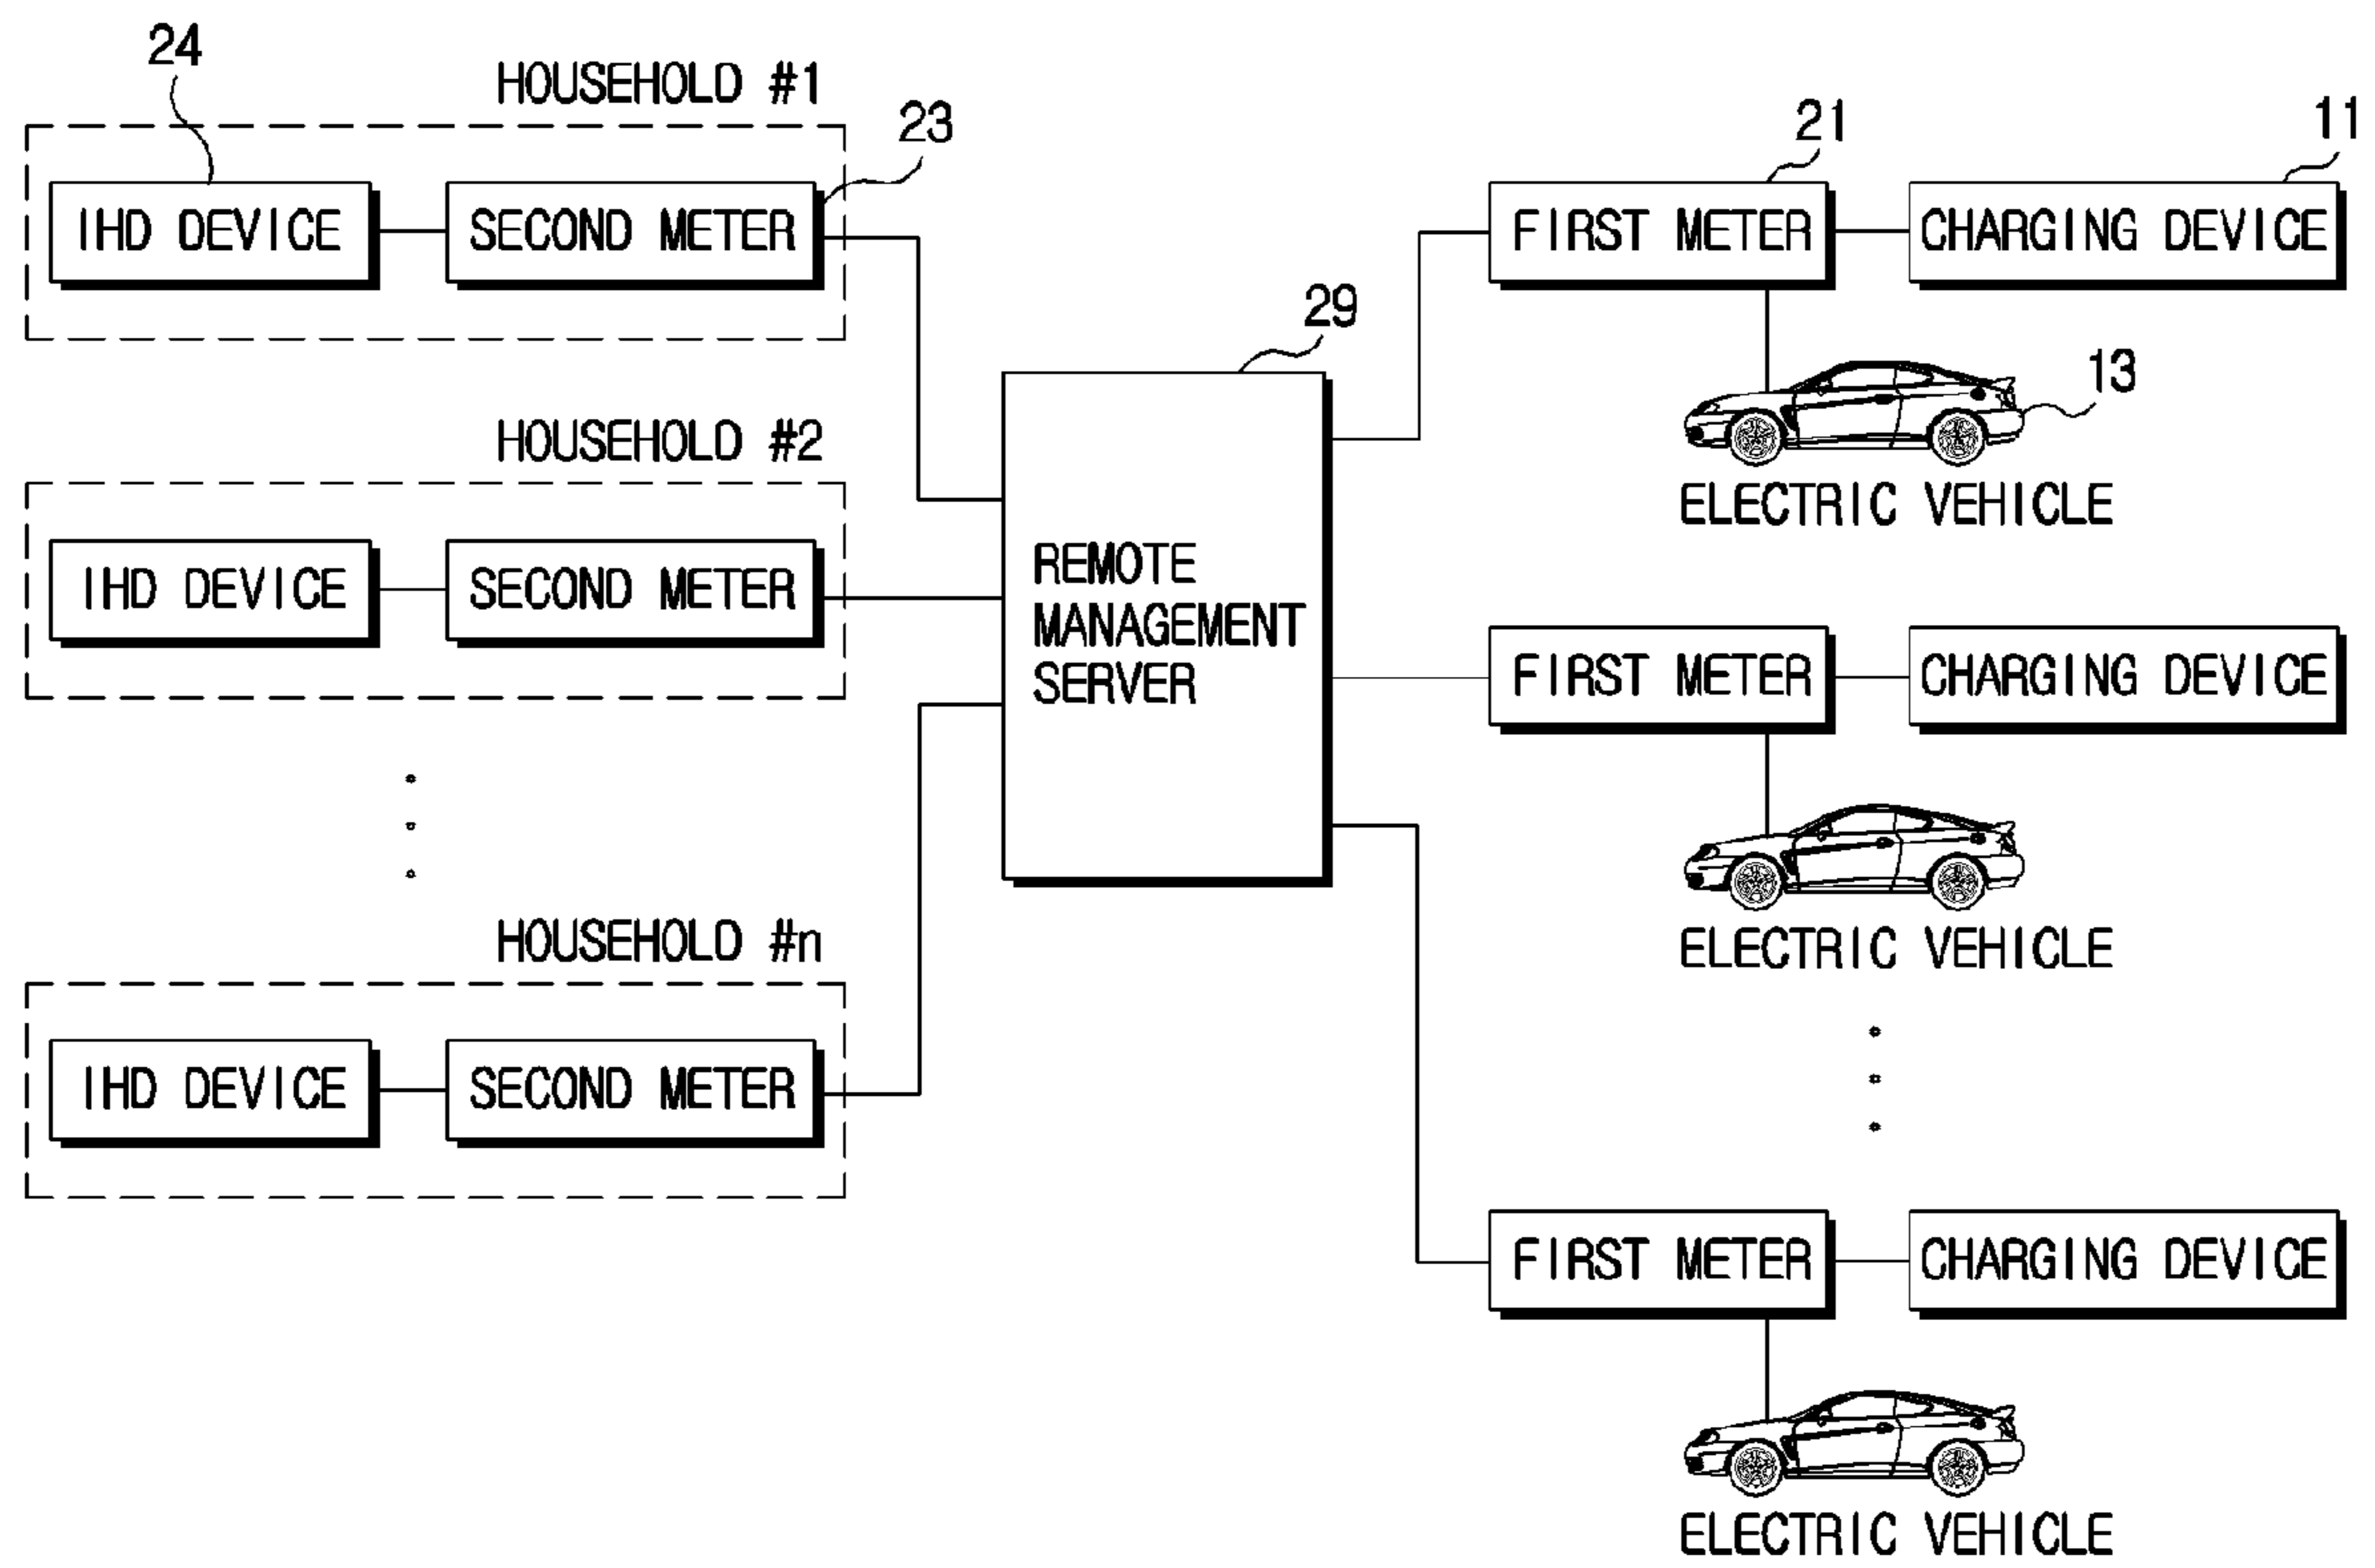 24
HOUSEHOLD #1
23
IHD DEVICE
SECOND METER
HOUSEHOLD #2
IHD DEVICE
SECOND METER
HOUSEHOLD #n
IHD DEVICE
SECOND METER
29
REMOTE
MANAGEMENT
SERVER
21
11
FIRST METER
CHARGING DEVICE
13
ELECTRIC VEHICLE
FIRST METER
CHARGING DEVICE
ELECTRIC VEHICLE
FIRST METER
CHARGING DEVICE
ELECTRIC VEHICLE